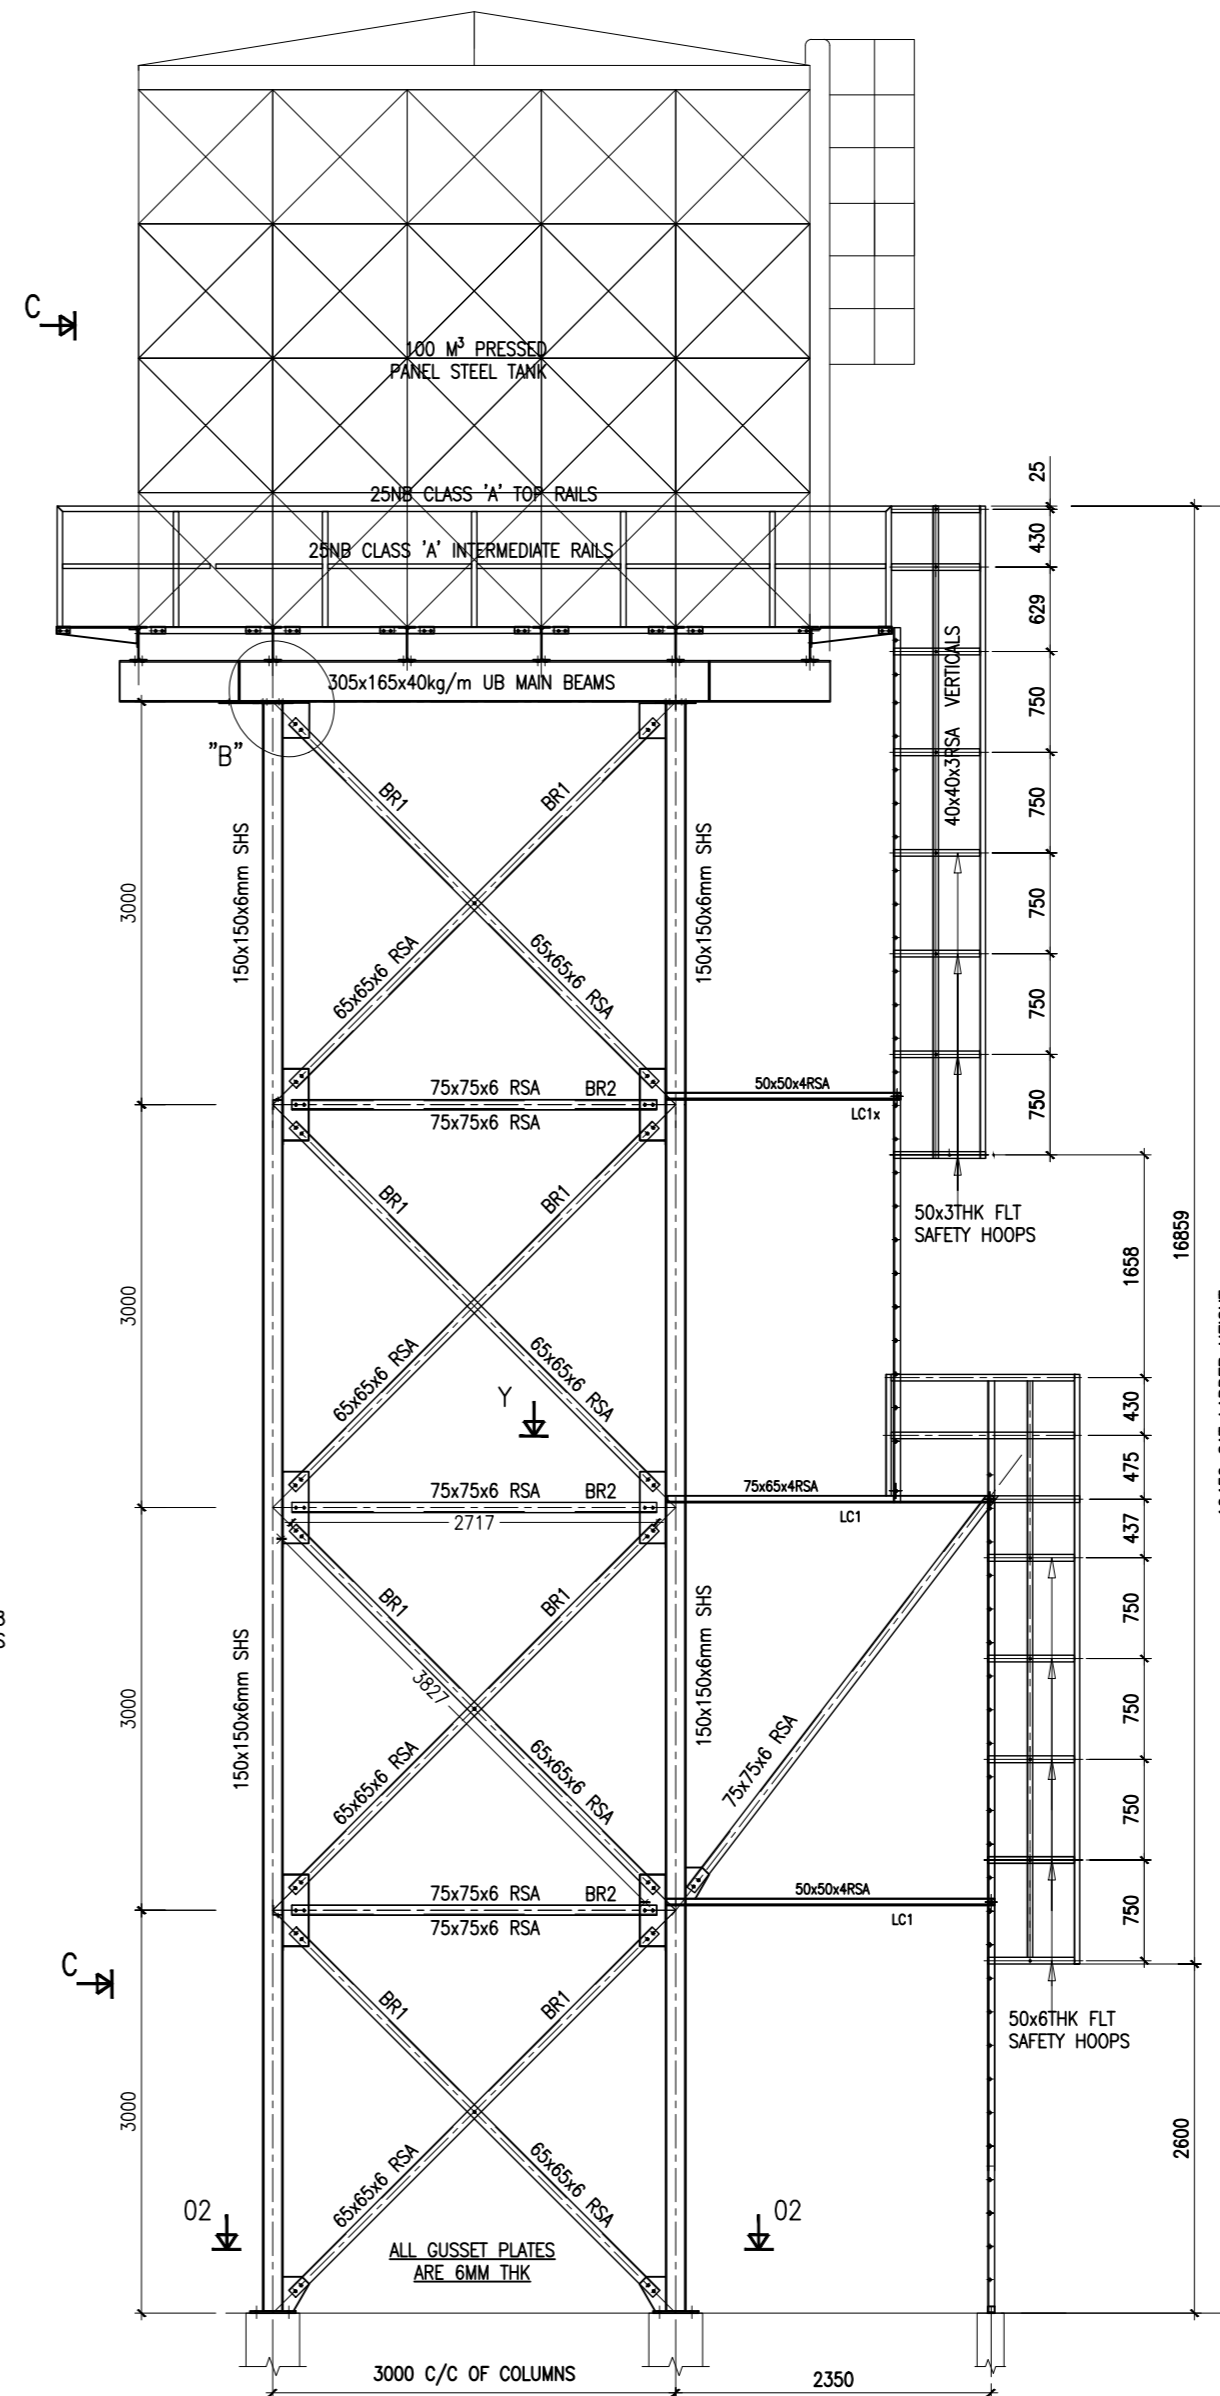 C
100 M³ PRESSED
PANEL STEEL TANK
25NB CLASS 'A' TOP RAILS
25NB CLASS 'A' INTERMEDIATE RAILS
25
430
629
40x40x3RSA VERTICALS
305x165x40kg/m UB MAIN BEAMS
"B"
750
750
750
750
750
BR1
BR1
150x150x6mm SHS
150x150x6mm SHS
3000
65x65x6 RSA
65x65x6 RSA
75x75x6 RSA
BR2
75x75x6 RSA
50x50x4RSA
LC1x
BR1
BR1
50x3THK FLT
SAFETY HOOPS
1658
16859
3000
65x65x6 RSA
65x65x6 RSA
Y
430
475
437
75x75x6 RSA
BR2
2717
75x65x4RSA
LC1
BR1
BR1
150x150x6mm SHS
150x150x6mm SHS
3000
3827
65x65x6 RSA
65x65x6 RSA
75x75x6 RSA
750
750
750
750
75x75x6 RSA
BR2
75x75x6 RSA
50x50x4RSA
LC1
C
BR1
BR1
50x6THK FLT
SAFETY HOOPS
3000
2600
65x65x6 RSA
65x65x6 RSA
02
02
ALL GUSSET PLATES
ARE 6MM THK
3000 C/C OF COLUMNS
2350